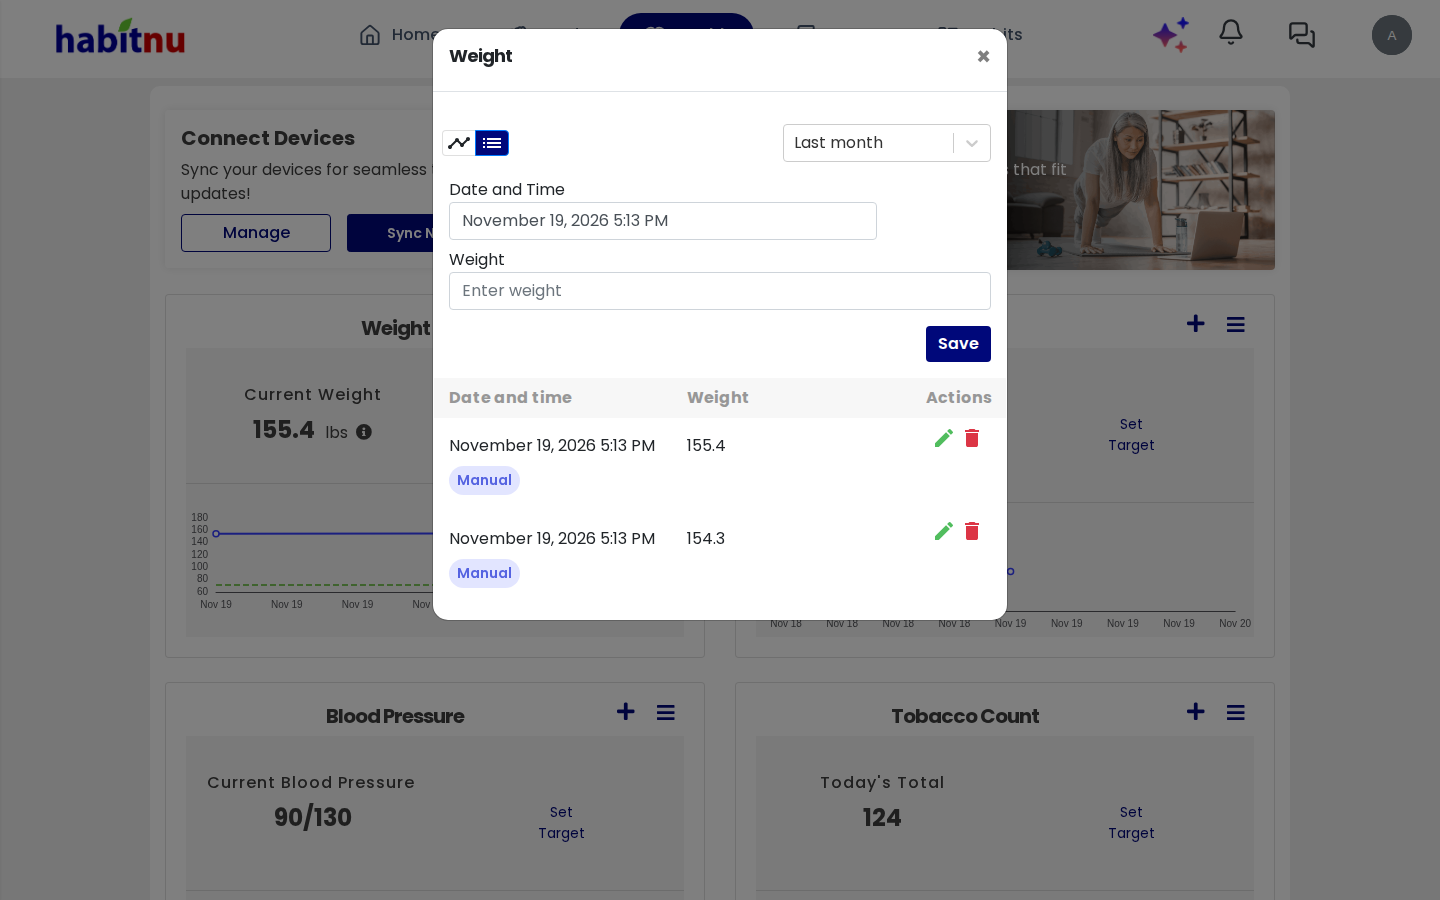 habitnu
Home
its
A
Weight
×
Connect Devices
Sync your devices for seamless
updates!
that fit
Manage
Sync
Last month
Date and Time
November 19, 2026 5:13 PM
Weight
Enter weight
Save
Date and time Weight Actions
November 19, 2026 5:13 PM 155.4
Manual
November 19, 2026 5:13 PM 154.3
Manual
Weight
Current Weight
155.4 lbs
180
160
140
120
100
80
60
Nov 19 Nov 19 Nov 19 Nov
Set
Target
Nov 18 Nov 18 Nov 18 Nov 18 Nov 19 Nov 19 Nov 19 Nov 19 Nov 20
Blood Pressure
Current Blood Pressure
90/130
Set
Target
Tobacco Count
Today's Total
124
Set
Target